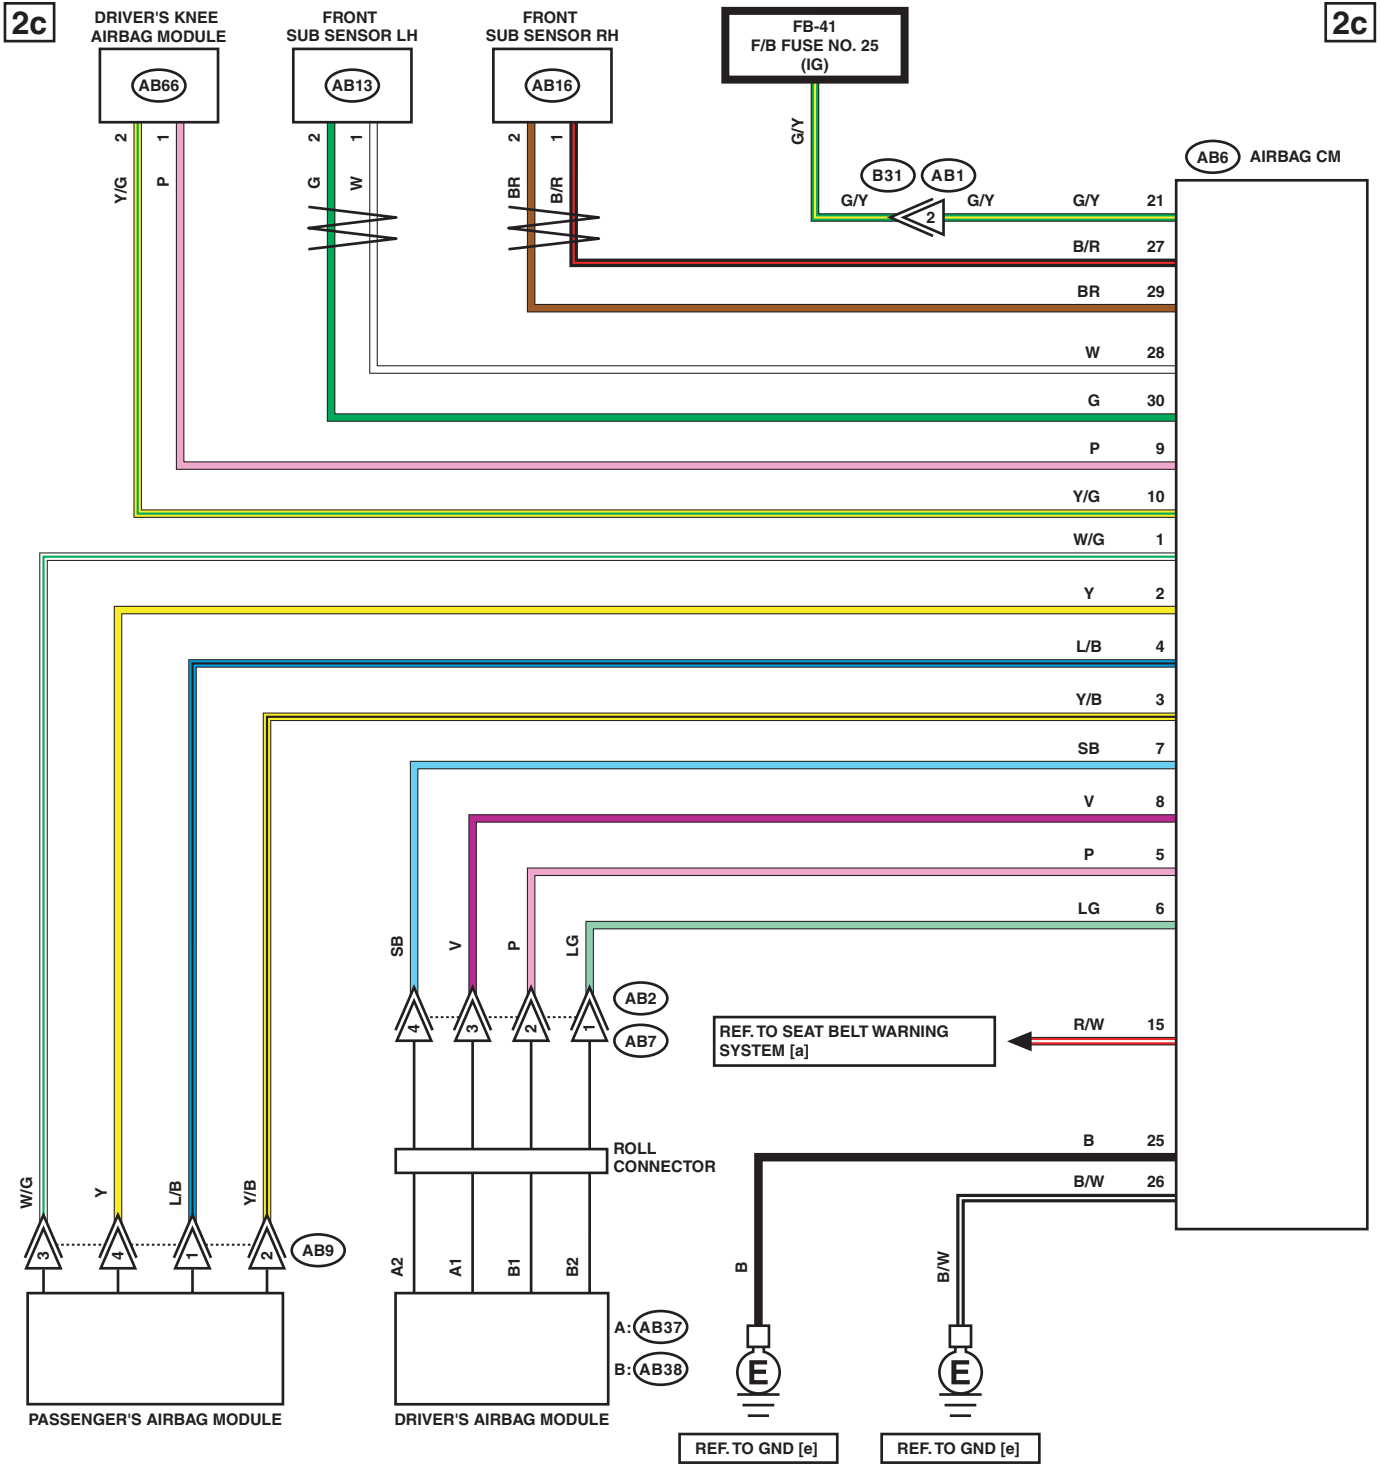 2c
2c
DRIVER'S KNEE
AIRBAG MODULE
FRONT
SUB SENSOR LH
FRONT
SUB SENSOR RH
FB-41
F/B FUSE NO. 25
(IG)
AB66
AB13
AB16
2
1
2
1
2
1
Y/G
P
G
W
BR
B/R
G/Y
B31
AB1
AB6
AIRBAG CM
G/Y
2
G/Y
G/Y
21
B/R
27
BR
29
W
28
G
30
P
9
Y/G
10
W/G
1
Y
2
L/B
4
Y/B
3
SB
7
V
8
P
5
LG
6
SB
V
P
LG
AB2
4
3
2
1
AB7
REF. TO SEAT BELT WARNING
SYSTEM [a]
R/W
15
ROLL
CONNECTOR
B
25
B/W
26
W/G
Y
L/B
Y/B
3
4
1
2
AB9
A2
A1
B1
B2
B
B/W
A:
AB37
B:
AB38
E
E
PASSENGER'S AIRBAG MODULE
DRIVER'S AIRBAG MODULE
REF. TO GND [e]
REF. TO GND [e]